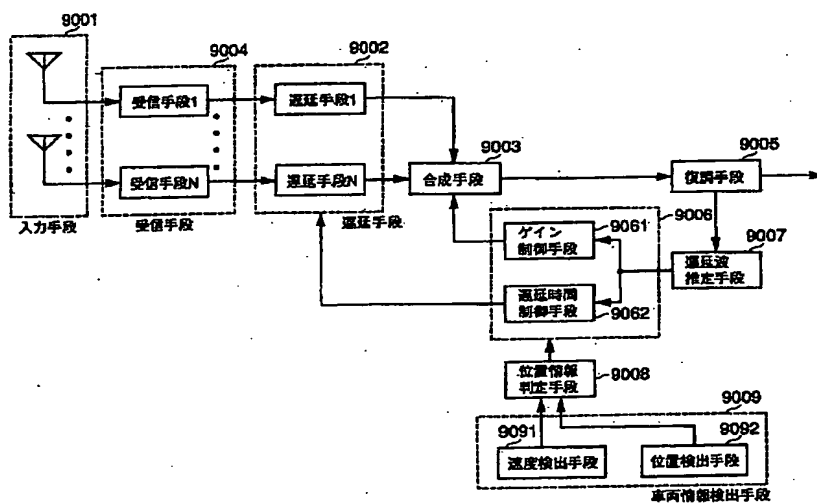 9001
9004
9002
受信手段1
遅延手段1
9003
9005
受信手段N
遅延手段N
合成手段
復調手段
入力手段
受信手段
遅延手段
9006
ゲイン
制御手段
9061
9007
遅延波
推定手段
遅延時間
制御手段
9062
位置情報
判定手段
9008
9009
9091
9092
速度検出手段
位置検出手段
車両情報検出手段